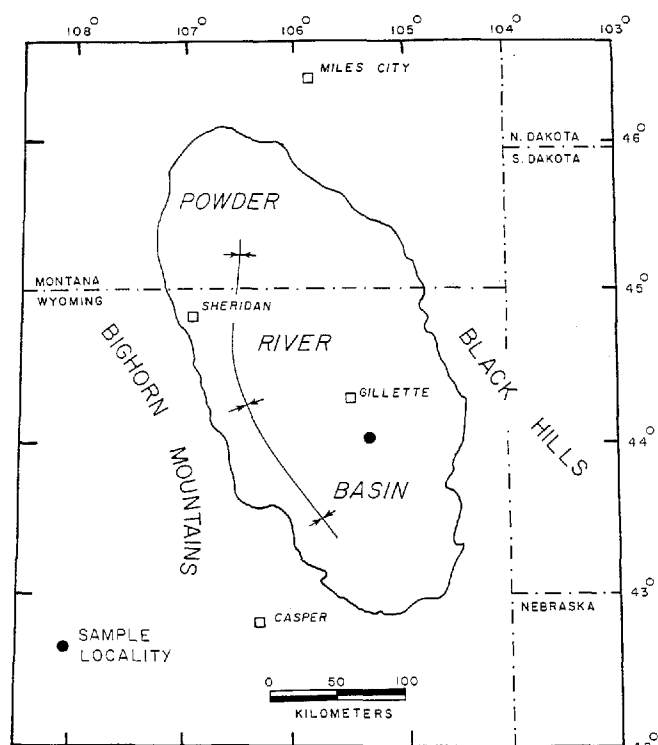 108° 107° 106° 105° 104° 103°
MILES CITY
N. DAKOTA
46°
S. DAKOTA
POWDER
MONTANA
45°
WYOMING
SHERIDAN
RIVER
BIGHORN MOUNTAINS
BLACK HILLS
GILLETTE
44°
BASIN
43°
NEBRASKA
CASPER
SAMPLE
LOCALITY
0 50 100
KILOMETERS